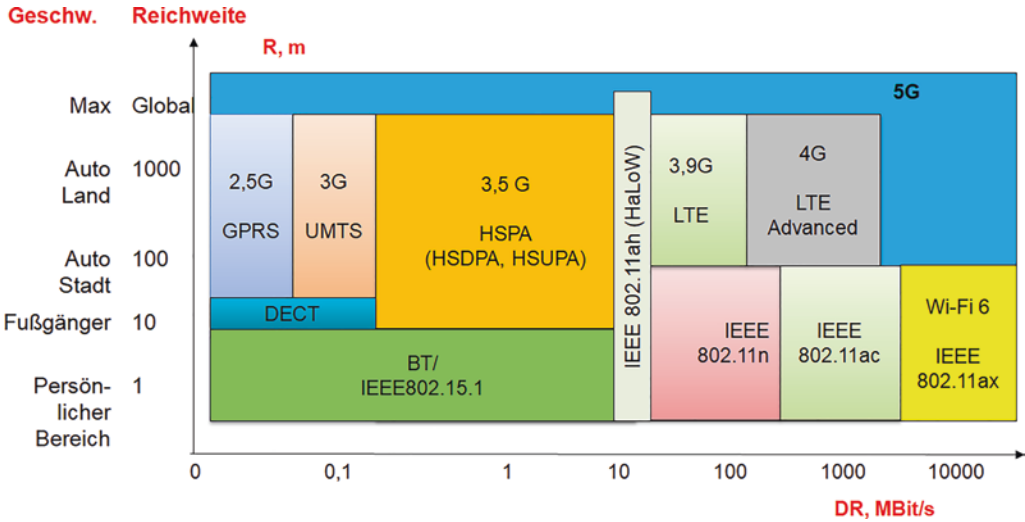 Geschw. Reichweite
R, m
Max Global
Auto 1000
Land
Auto 100
Stadt
Fußgänger 10
Persön- 1
licher
Bereich
5G
2,5G
GPRS
3G
UMTS
3,5 G
HSPA
(HSDPA, HSUPA)
IEEE 802.11ah (HaLoW)
3,9G
LTE
4G
LTE
Advanced
DECT
BT/
IEEE802.15.1
IEEE
802.11n
IEEE
802.11ac
Wi-Fi 6
IEEE
802.11ax
0 0,1 1 10 100 1000 10000
DR, MBit/s